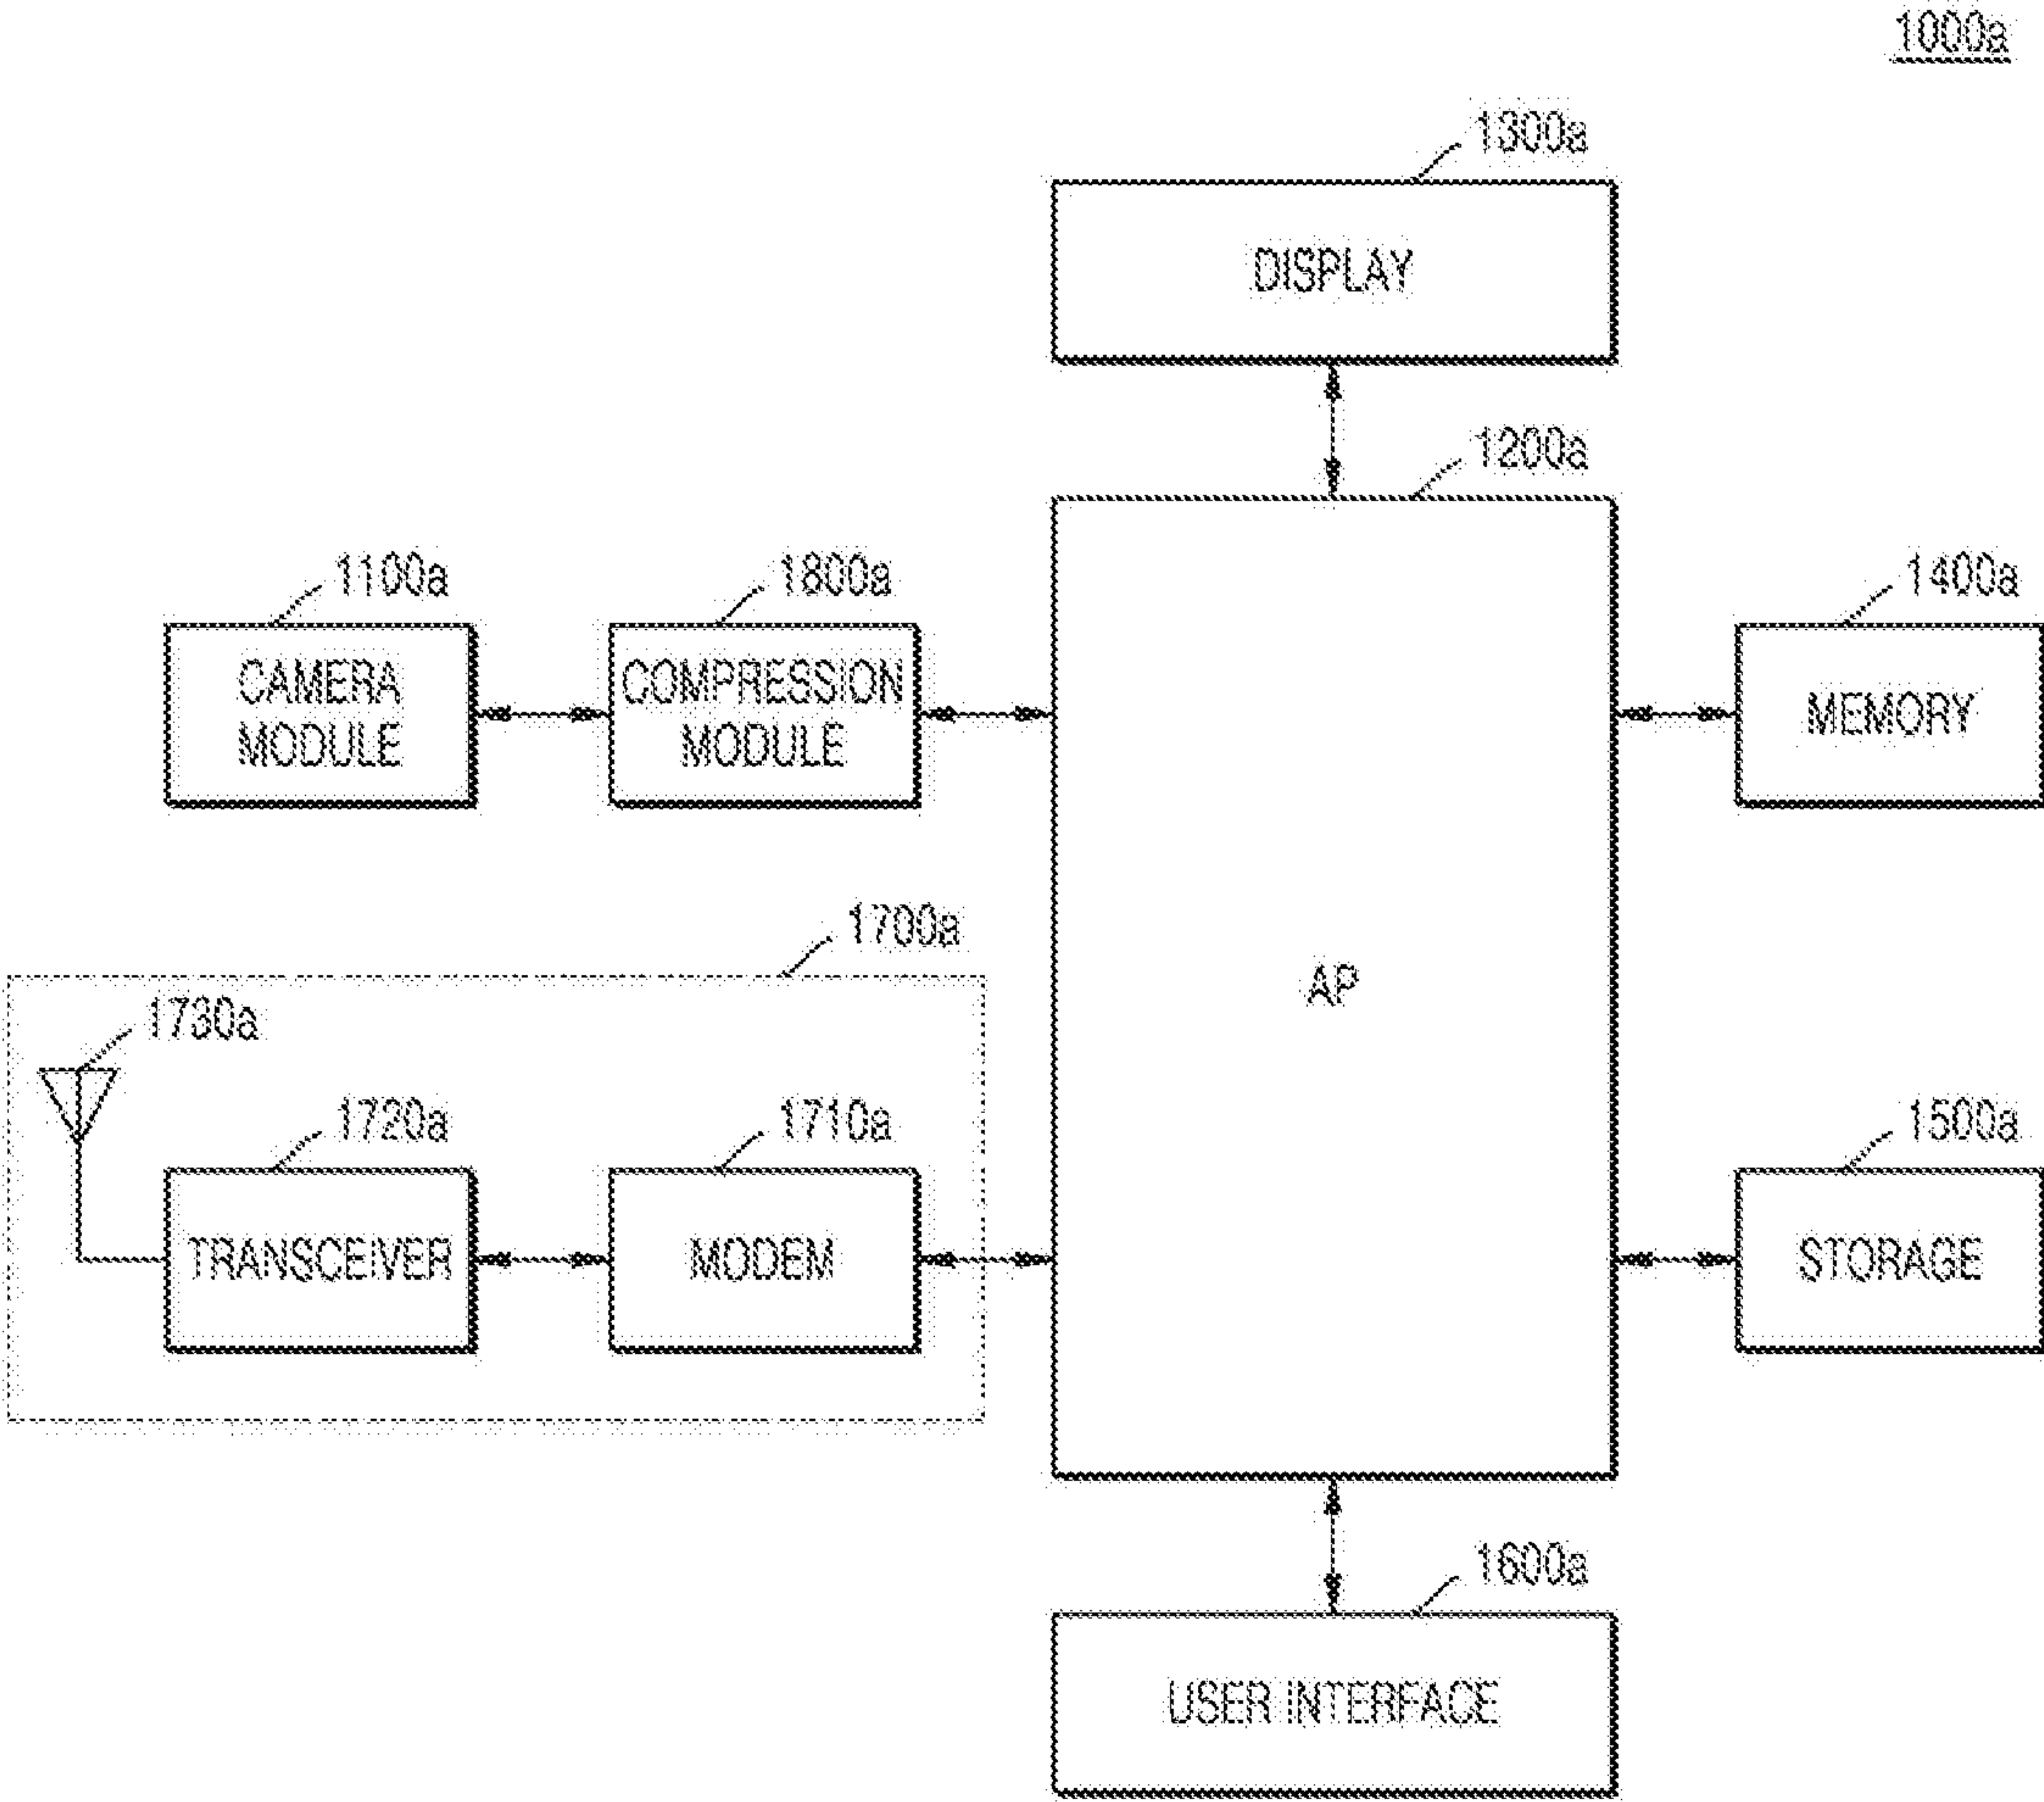 1000a
1300a
DISPLAY
1200a
1100a
1800a
1400a
CAMERA
MODULE
COMPRESSION
MODULE
MEMORY
1700a
AP
1730a
1720a
1710a
1500a
TRANSCEIVER
MODEM
STORAGE
1600a
USER INTERFACE